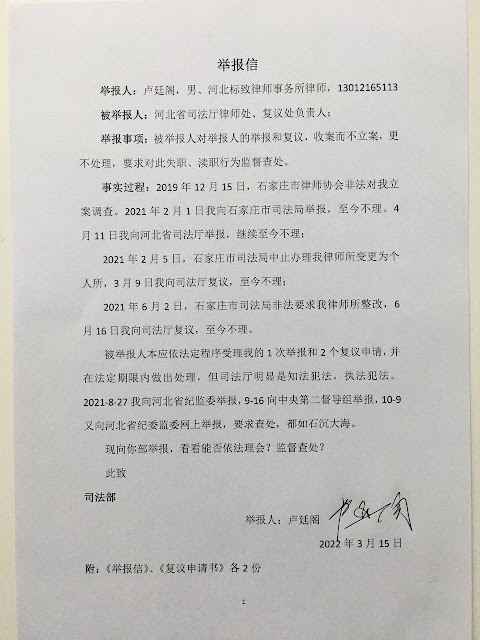 举报信
举报人：卢廷阁，男、河北标致律师事务所律师，13012165113
被举报人：河北省司法厅律师处、复议处负责人；
举报事项：被举报人对举报人的举报和复议，收案而不立案，更
不处理，要求对此失职、渎职行为监督查处。
事实过程：2019 年 12 月 15 日，石家庄市律师协会非法对我立
案调查。2021 年 2 月 1 日我向石家庄市司法局举报，至今不理。4
月 11 日我向河北省司法厅举报，继续至今不理；
2021 年 2 月 5 日，石家庄市司法局中止办理我律师所变更为个
人所，3 月 9 日我向司法厅复议，至今不理；
2021 年 6 月 2 日，石家庄市司法局非法要求我律师所整改，6
月 16 日我向司法厅复议，至今不理。
被举报人本应依法定程序受理我的 1 次举报和 2 个复议申请，并
在法定期限内做出处理，但司法厅明显是知法犯法，执法犯法。
2021-8-27 我向河北省纪监委举报，9-16 向中央第二督导组举报，10-9
又向河北省纪委监委网上举报，要求查处，都如石沉大海。
现向你部举报，看看能否依法理会？监督查处？
此致
司法部
举报人：卢廷阁 卢廷阁
2022 年 3 月 15 日
附：《举报信》、《复议申请书》各 2 份
1